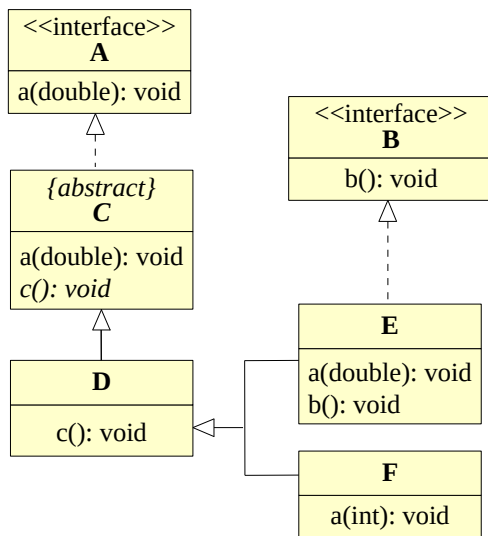 <<interface>>
A
a(double): void
<<interface>>
B
b(): void
{abstract}
C
a(double): void
c(): void
D
c(): void
E
a(double): void
b(): void
F
a(int): void